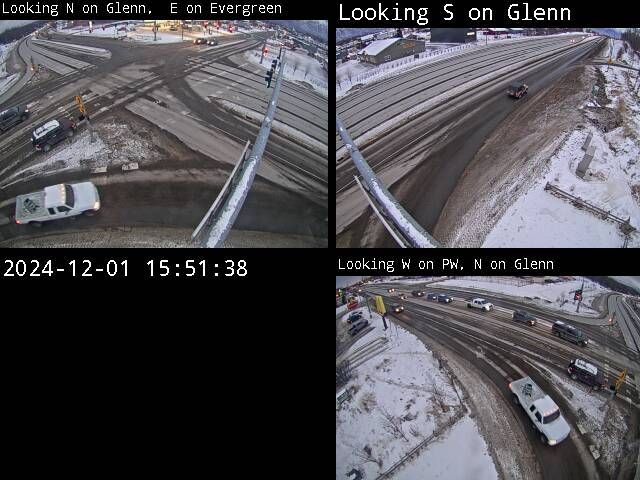 Looking N on Glenn, E on Evergreen
Looking S on Glenn
2024-12-01 15:51:38
Looking W on PW, N on Glenn